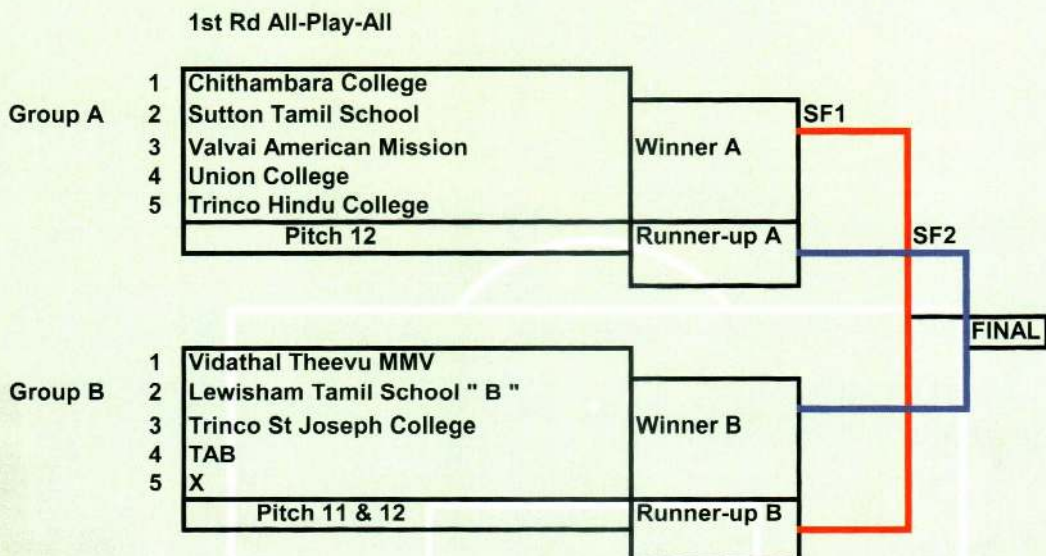 1st Rd All-Play-All
1 Chithambara College
Group A 2 Sutton Tamil School SF1
3 Valvai American Mission Winner A
4 Union College
5 Trinco Hindu College
Pitch 12 Runner-up A SF2
FINAL
1 Vidathal Theevu MMV
Group B 2 Lewisham Tamil School " B "
3 Trinco St Joseph College Winner B
4 TAB
5 X
Pitch 11 & 12 Runner-up B